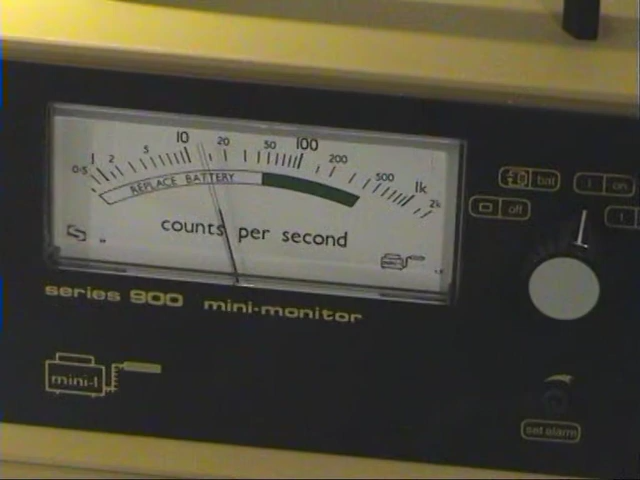 0·5 1 2 5 10 20 50 100 200 500 1k 2k
REPLACE BATTERY
counts per second
series 900 mini-monitor
mini-1
bat
off
on
set alarm